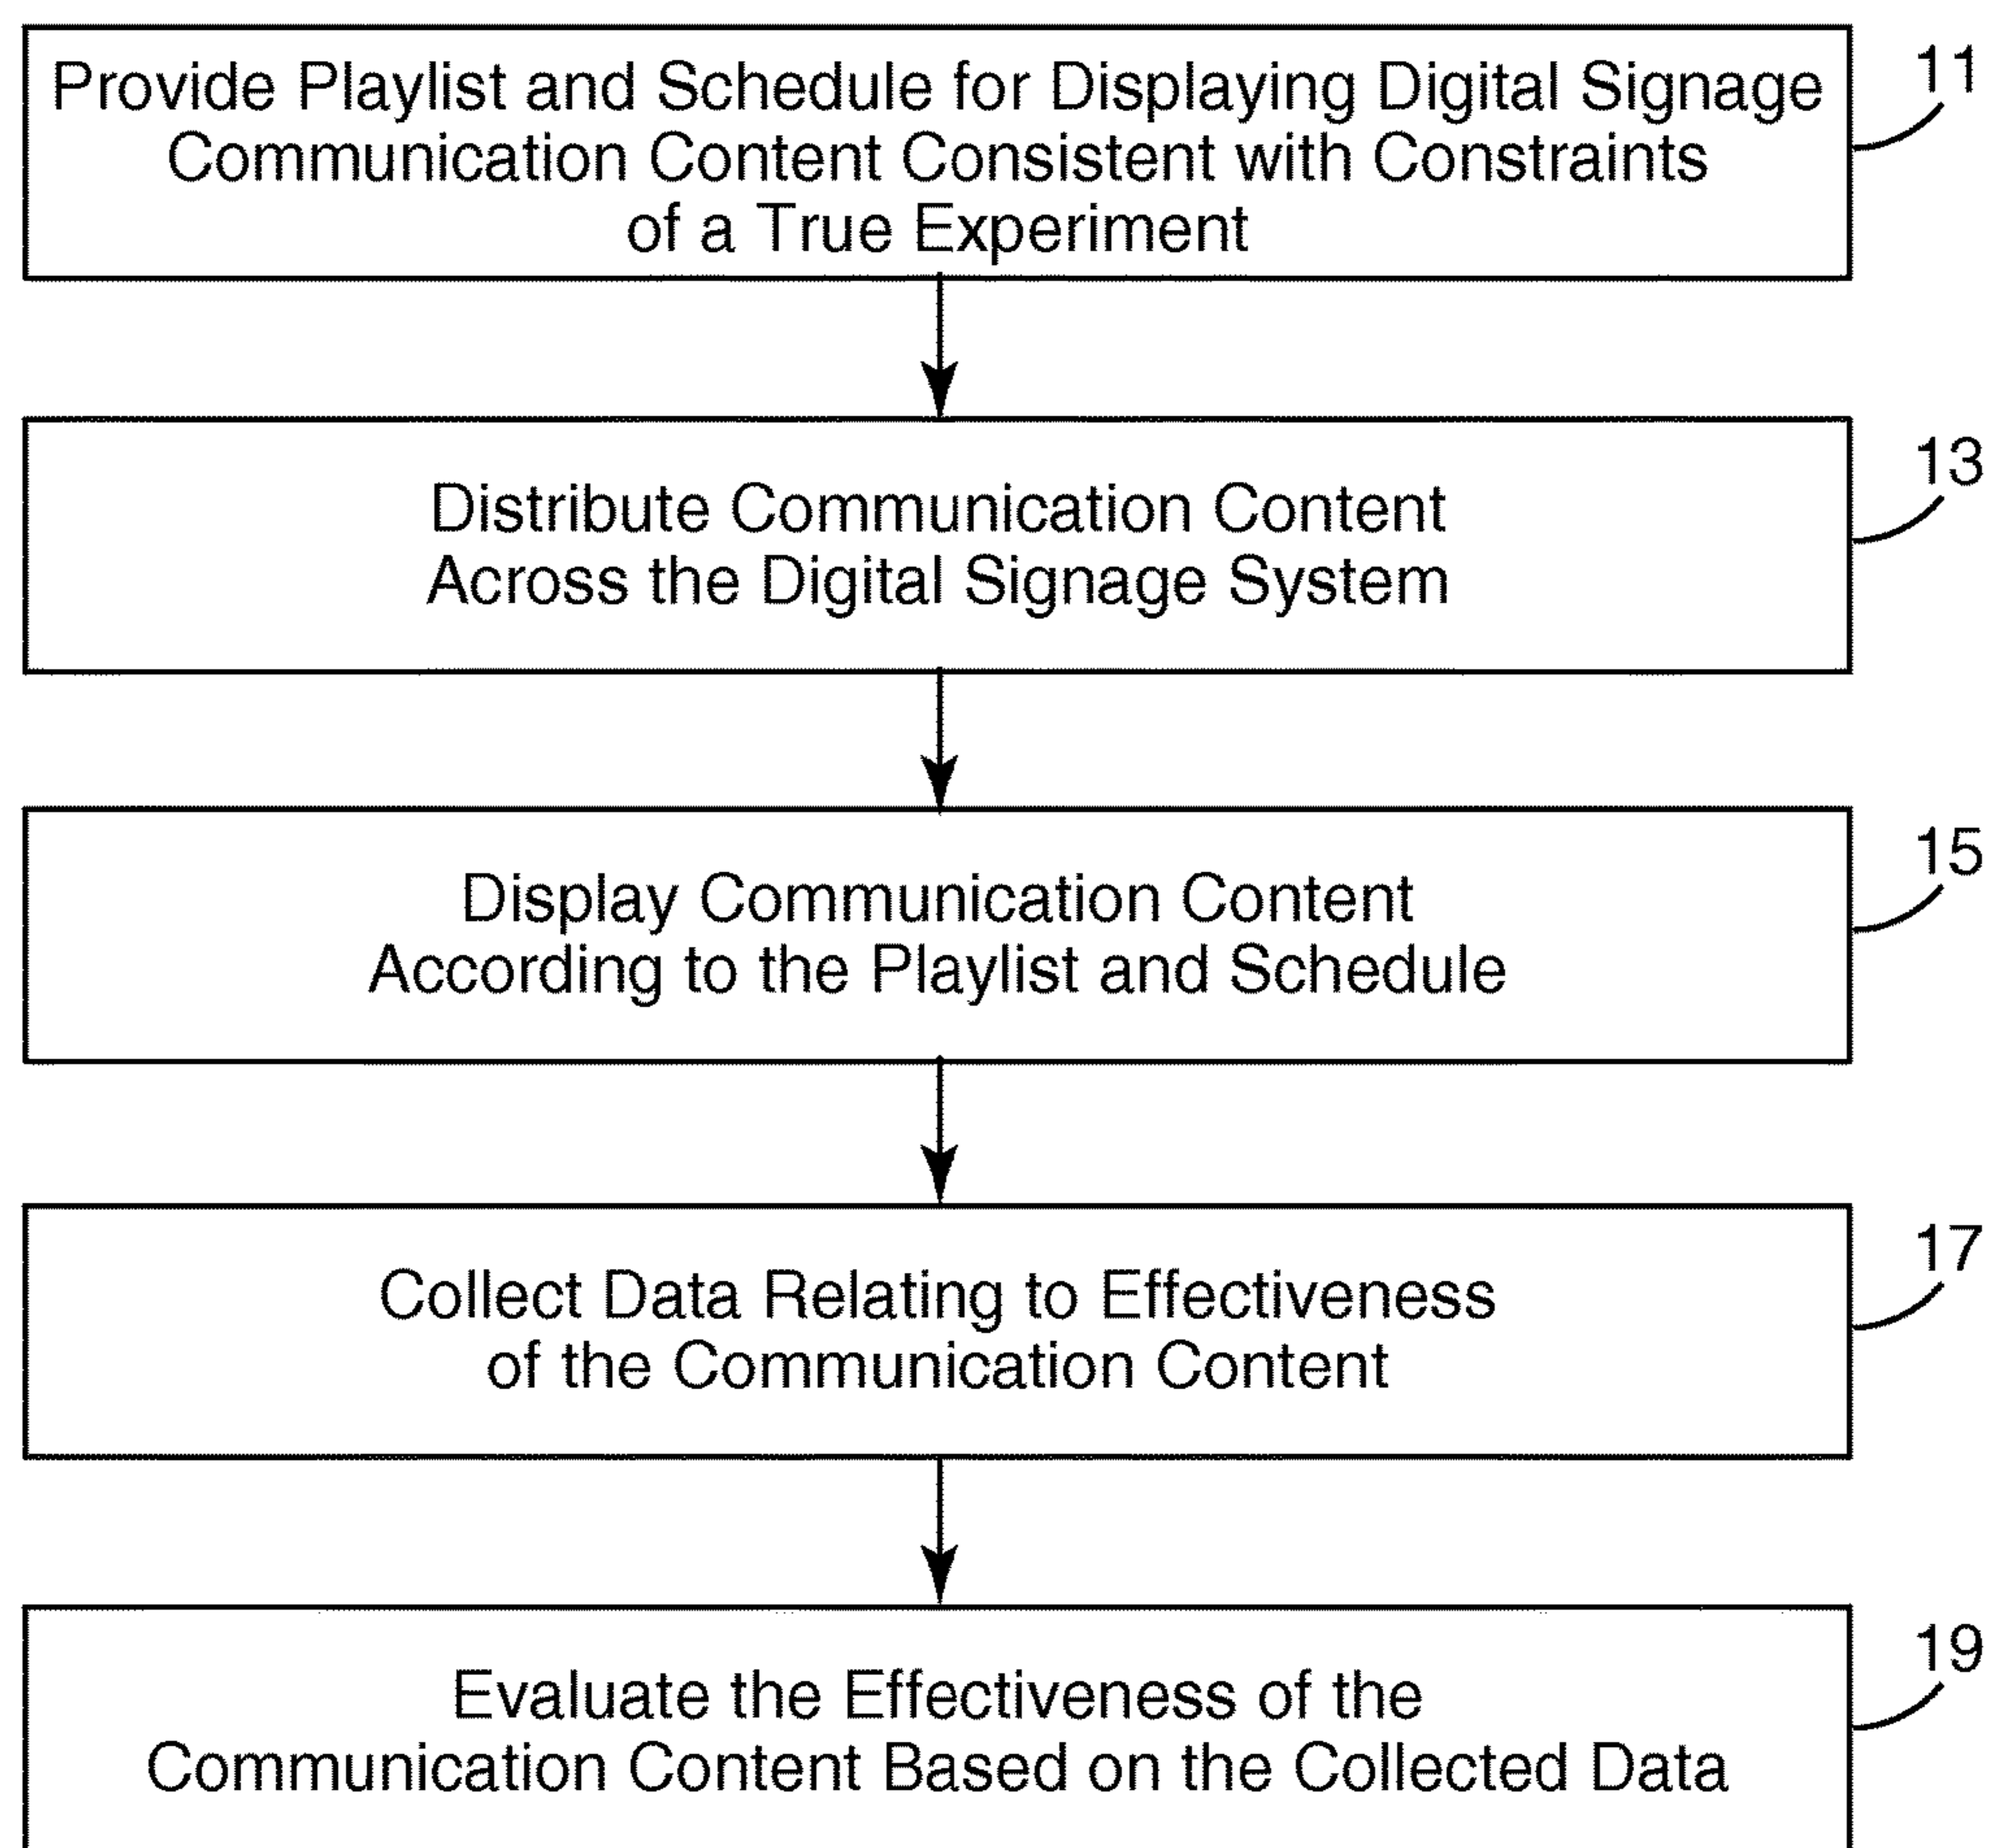 Provide Playlist and Schedule for Displaying Digital Signage
Communication Content Consistent with Constraints
of a True Experiment
11
Distribute Communication Content
Across the Digital Signage System
13
Display Communication Content
According to the Playlist and Schedule
15
Collect Data Relating to Effectiveness
of the Communication Content
17
Evaluate the Effectiveness of the
Communication Content Based on the Collected Data
19